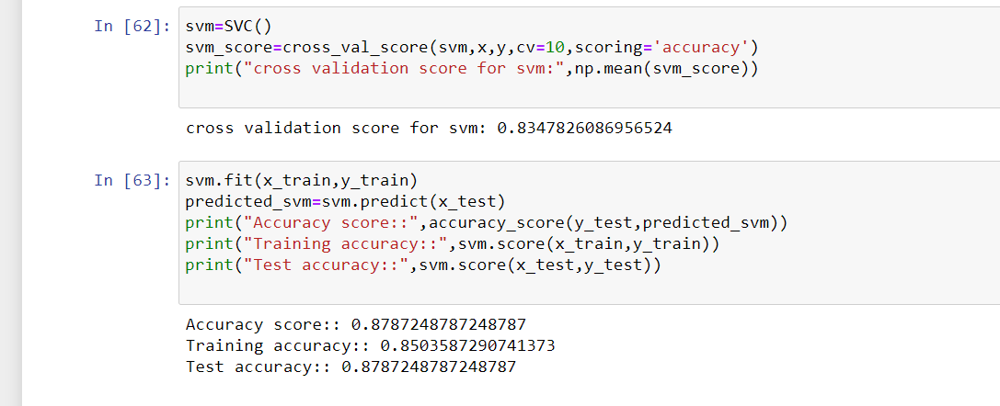 In [62]: svm=SVC()
svm_score=cross_val_score(svm,x,y,cv=10,scoring='accuracy')
print("cross validation score for svm:",np.mean(svm_score))
cross validation score for svm: 0.8347826086956524
In [63]: svm.fit(x_train,y_train)
predicted_svm=svm.predict(x_test)
print("Accuracy score::",accuracy_score(y_test,predicted_svm))
print("Training accuracy::",svm.score(x_train,y_train))
print("Test accuracy::",svm.score(x_test,y_test))
Accuracy score:: 0.8787248787248787
Training accuracy:: 0.8503587290741373
Test accuracy:: 0.8787248787248787